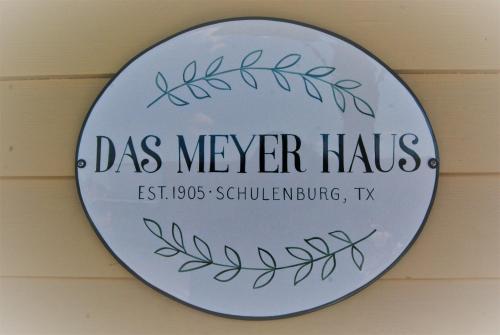 DAS MEYER HAUS
EST. 1905 · SCHULENBURG, TX